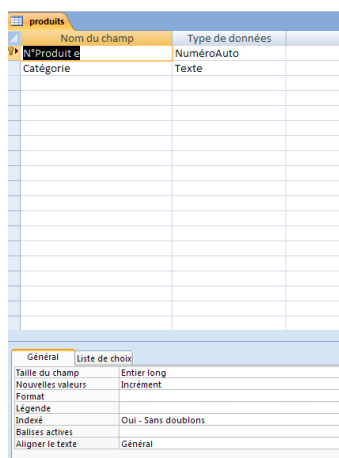 produits
Nom du champ Type de données
N°Produit e NuméroAuto
Catégorie Texte
Général Liste de choix
Taille du champ Entier long
Nouvelles valeurs Incrément
Format
Légende
Indexé Oui - Sans doublons
Balises actives
Aligner le texte Général